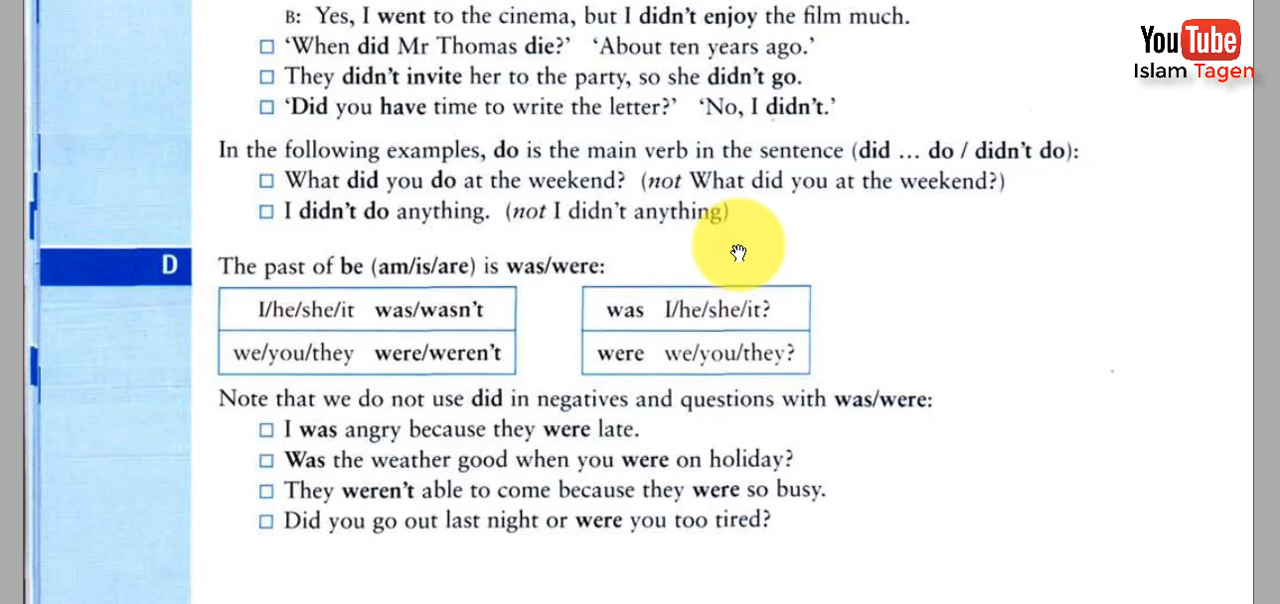 B: Yes, I went to the cinema, but I didn't enjoy the film much.
☐ 'When did Mr Thomas die?' 'About ten years ago.'
☐ They didn't invite her to the party, so she didn't go.
☐ 'Did you have time to write the letter?' 'No, I didn't.'
In the following examples, do is the main verb in the sentence (did ... do / didn't do):
☐ What did you do at the weekend? (not What did you at the weekend?)
☐ I didn't do anything. (not I didn't anything)
D The past of be (am/is/are) is was/were:
I/he/she/it was/wasn't
we/you/they were/weren't
was I/he/she/it?
were we/you/they?
Note that we do not use did in negatives and questions with was/were:
☐ I was angry because they were late.
☐ Was the weather good when you were on holiday?
☐ They weren't able to come because they were so busy.
☐ Did you go out last night or were you too tired?
YouTube
Islam Tagen